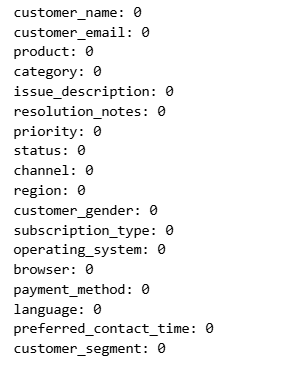 customer_name: 0
customer_email: 0
product: 0
category: 0
issue_description: 0
resolution_notes: 0
priority: 0
status: 0
channel: 0
region: 0
customer_gender: 0
subscription_type: 0
operating_system: 0
browser: 0
payment_method: 0
language: 0
preferred_contact_time: 0
customer_segment: 0